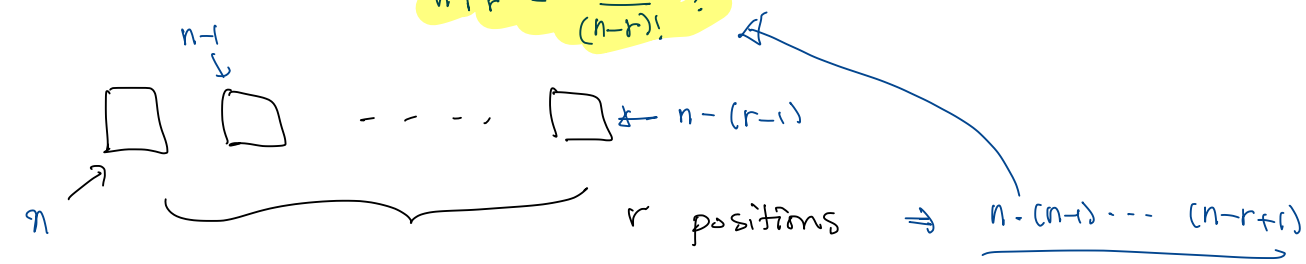 (n-r)!
n-1
n - (r-1)
n
r positions ⇒ n·(n-1)··· (n-r+1)